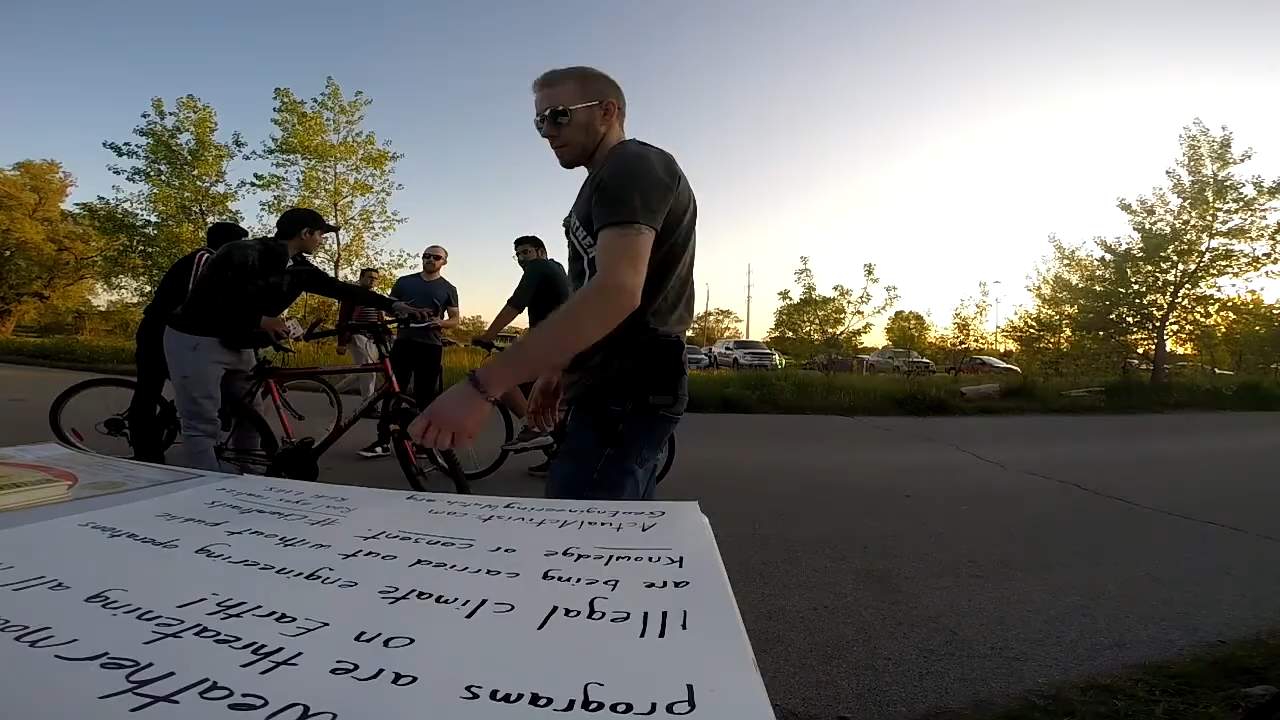 Weather mod
programs are threatening all
on Earth!
Illegal climate engineering operations
are being carried out without public
Knowledge or consent.
ActualActivists.com
GeoEngineeringWatch.org